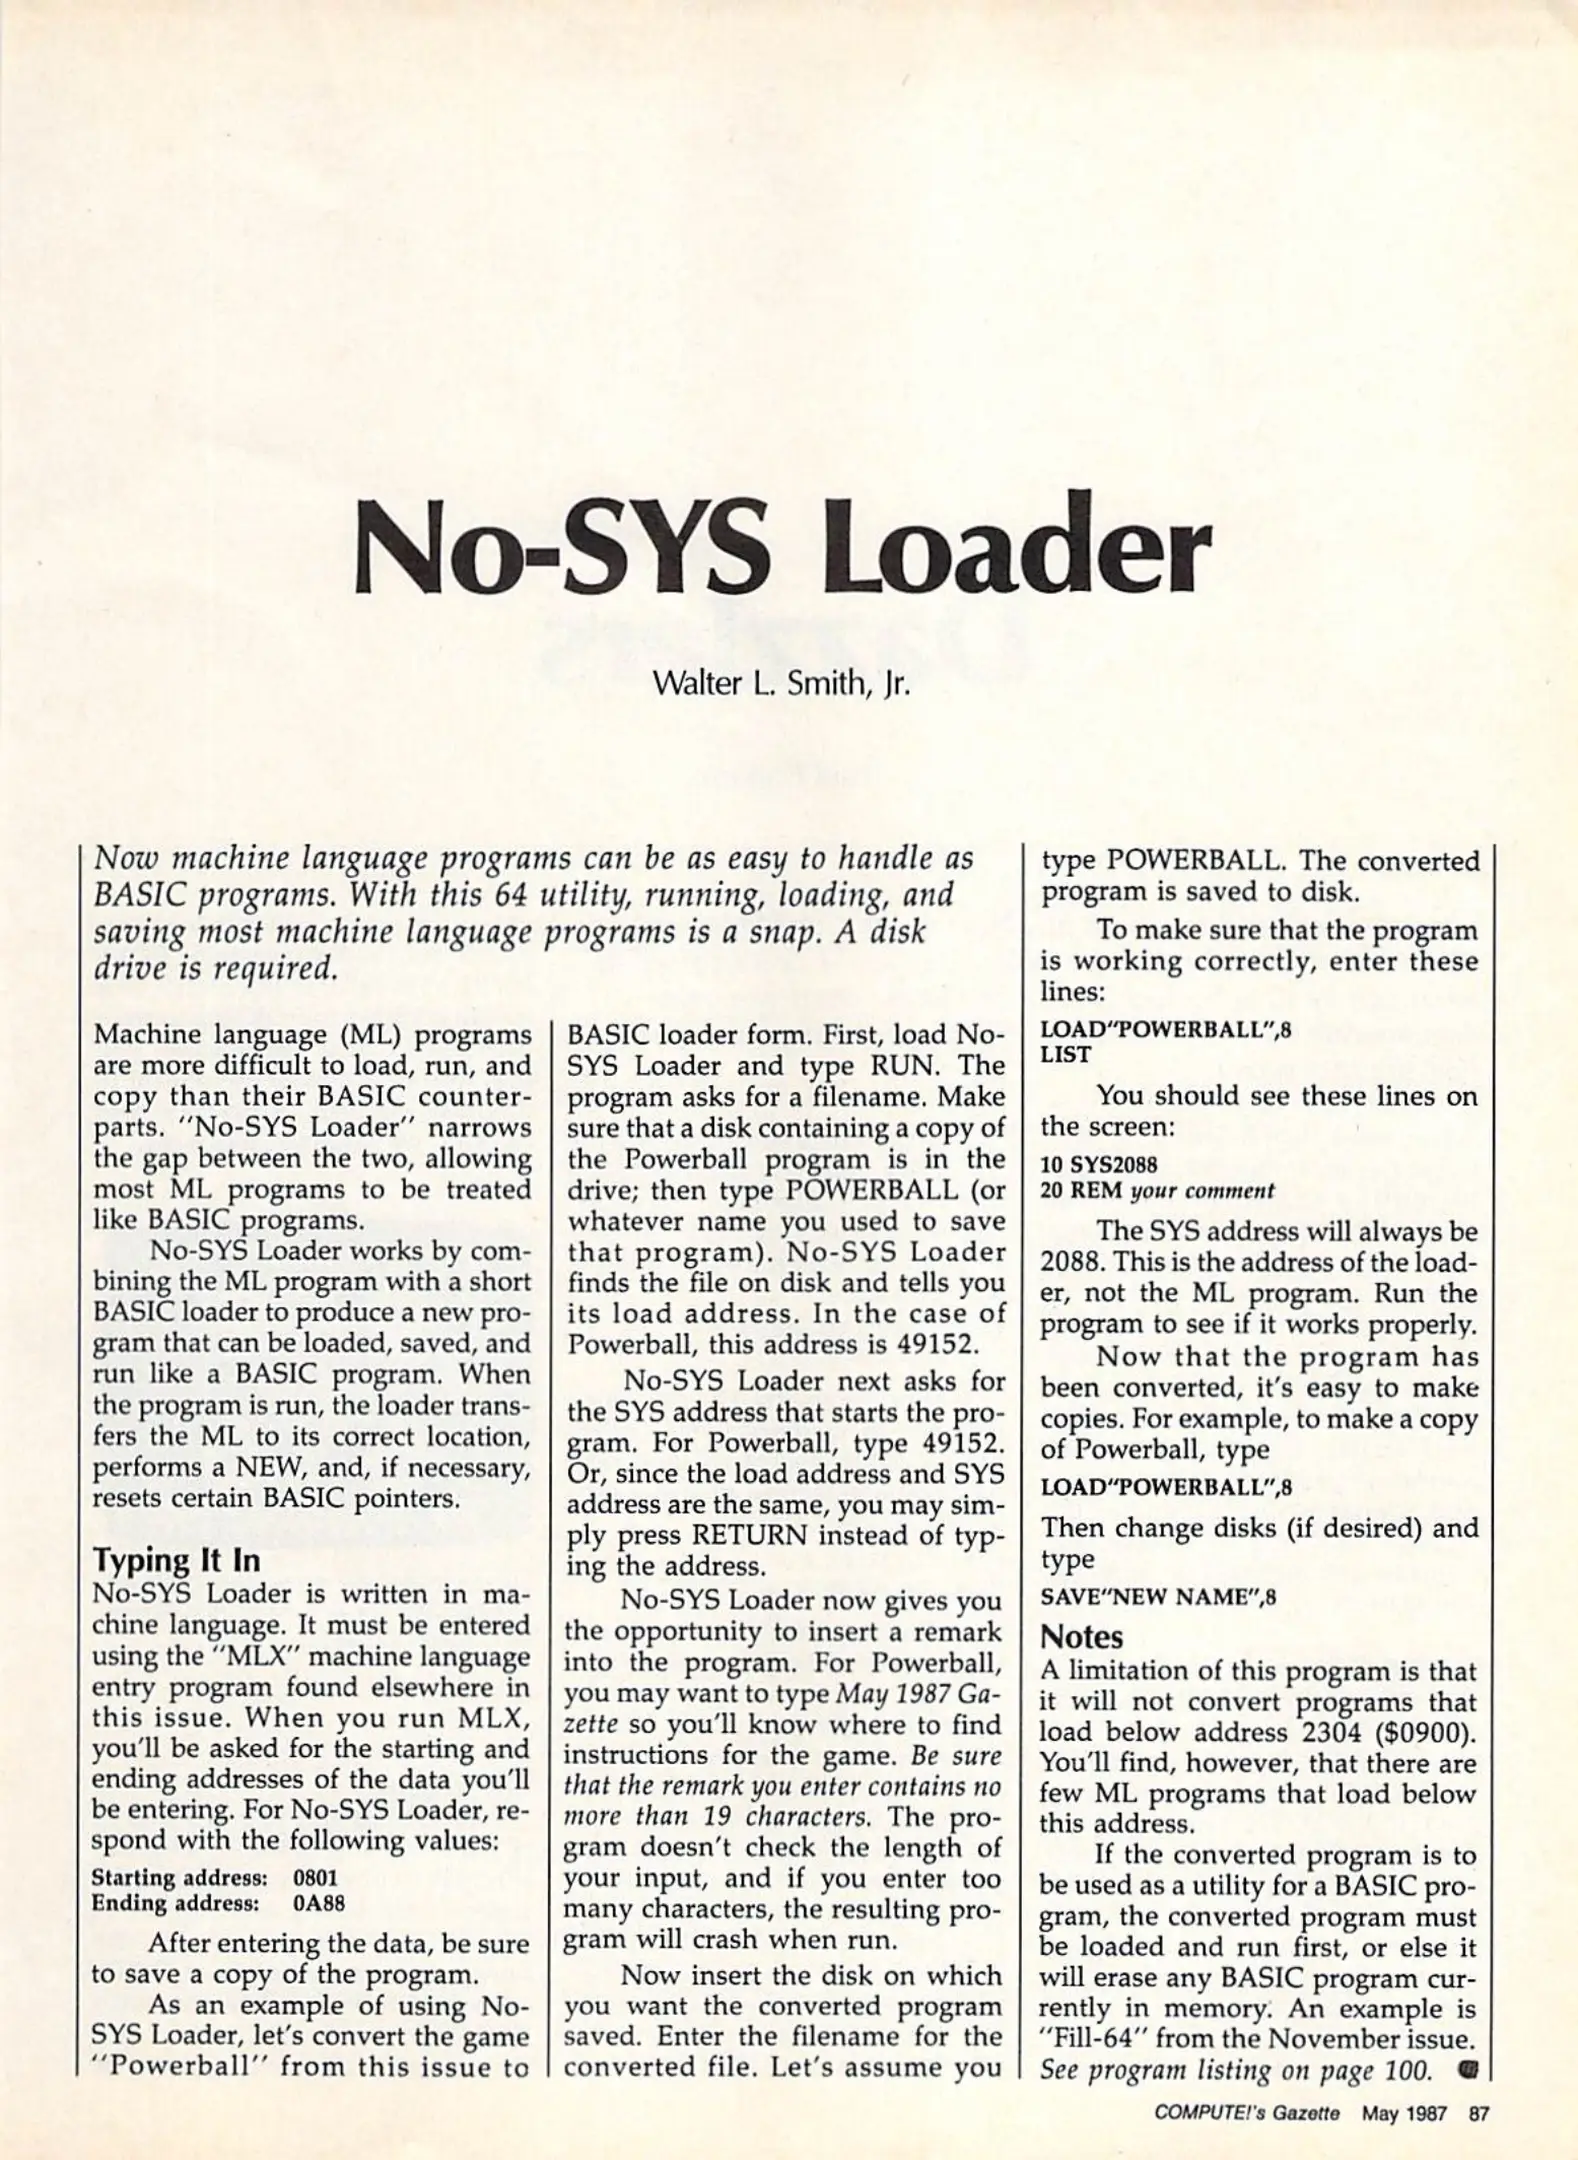 No-SYS Loader
Walter L. Smith, Jr.
Now machine language programs can be as easy to handle as
BASIC programs. With this 64 utility, running, loading, and
saving most machine language programs is a snap. A disk
drive is required.
Machine language (ML) programs
are more difficult to load, run, and
copy than their BASIC counter-
parts. "No-SYS Loader" narrows
the gap between the two, allowing
most ML programs to be treated
like BASIC programs.
No-SYS Loader works by com-
bining the ML program with a short
BASIC loader to produce a new pro-
gram that can be loaded, saved, and
run like a BASIC program. When
the program is run, the loader trans-
fers the ML to its correct location,
performs a NEW, and, if necessary,
resets certain BASIC pointers.
Typing It In
No-SYS Loader is written in ma-
chine language. It must be entered
using the "MLX" machine language
entry program found elsewhere in
this issue. When you run MLX,
you'll be asked for the starting and
ending addresses of the data you'll
be entering. For No-SYS Loader, re-
spond with the following values:
Starting address: 0801
Ending address: 0A88
After entering the data, be sure
to save a copy of the program.
As an example of using No-
SYS Loader, let's convert the game
"Powerball" from this issue to
BASIC loader form. First, load No-
SYS Loader and type RUN. The
program asks for a filename. Make
sure that a disk containing a copy of
the Powerball program is in the
drive; then type POWERBALL (or
whatever name you used to save
that program). No-SYS Loader
finds the file on disk and tells you
its load address. In the case of
Powerball, this address is 49152.
No-SYS Loader next asks for
the SYS address that starts the pro-
gram. For Powerball, type 49152.
Or, since the load address and SYS
address are the same, you may sim-
ply press RETURN instead of typ-
ing the address.
No-SYS Loader now gives you
the opportunity to insert a remark
into the program. For Powerball,
you may want to type May 1987 Ga-
zette so you'll know where to find
instructions for the game. Be sure
that the remark you enter contains no
more than 19 characters. The pro-
gram doesn't check the length of
your input, and if you enter too
many characters, the resulting pro-
gram will crash when run.
Now insert the disk on which
you want the converted program
saved. Enter the filename for the
converted file. Let's assume you
type POWERBALL. The converted
program is saved to disk.
To make sure that the program
is working correctly, enter these
lines:
LOAD"POWERBALL",8
LIST
You should see these lines on
the screen:
10 SYS2088
20 REM your comment
The SYS address will always be
2088. This is the address of the load-
er, not the ML program. Run the
program to see if it works properly.
Now that the program has
been converted, it's easy to make
copies. For example, to make a copy
of Powerball, type
LOAD"POWERBALL",8
Then change disks (if desired) and
type
SAVE"NEW NAME",8
Notes
A limitation of this program is that
it will not convert programs that
load below address 2304 ($0900).
You'll find, however, that there are
few ML programs that load below
this address.
If the converted program is to
be used as a utility for a BASIC pro-
gram, the converted program must
be loaded and run first, or else it
will erase any BASIC program cur-
rently in memory. An example is
"Fill-64" from the November issue.
See program listing on page 100.
COMPUTE!'s Gazette May 1987 87